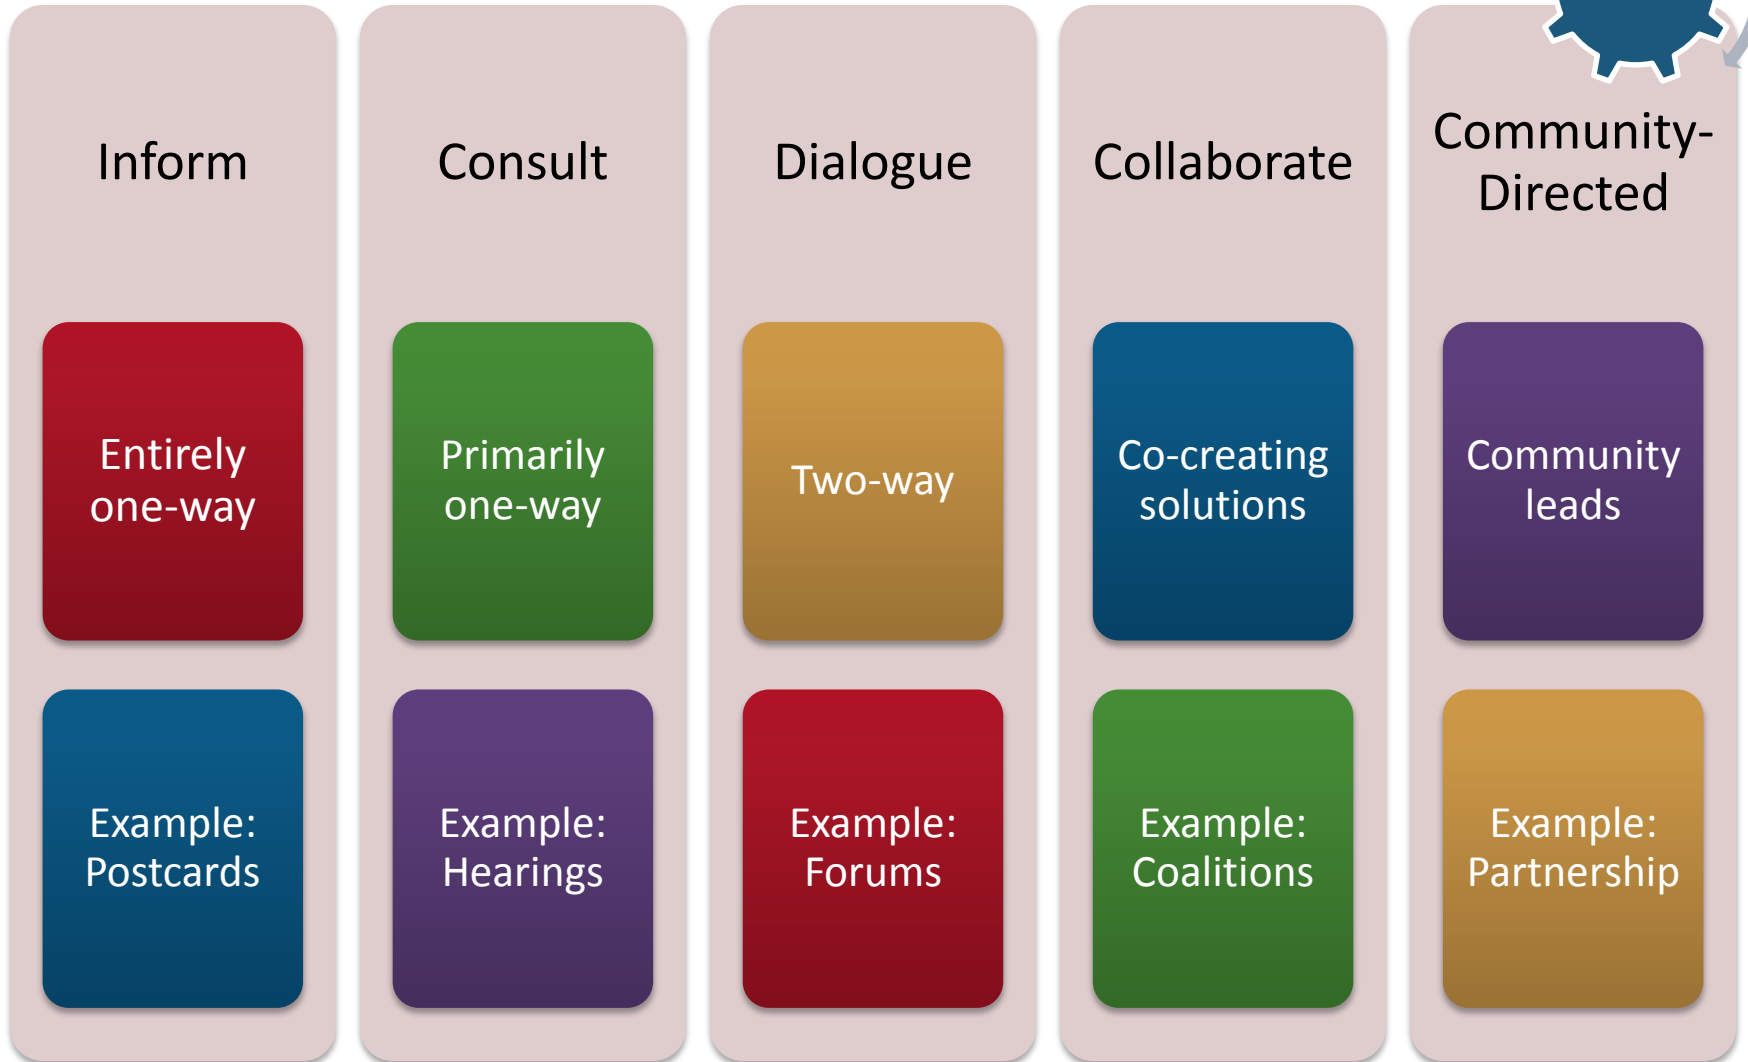 Inform
Entirely
one-way
Example:
Postcards
Consult
Primarily
one-way
Example:
Hearings
Dialogue
Two-way
Example:
Forums
Collaborate
Co-creating
solutions
Example:
Coalitions
Community-
Directed
Community
leads
Example:
Partnership